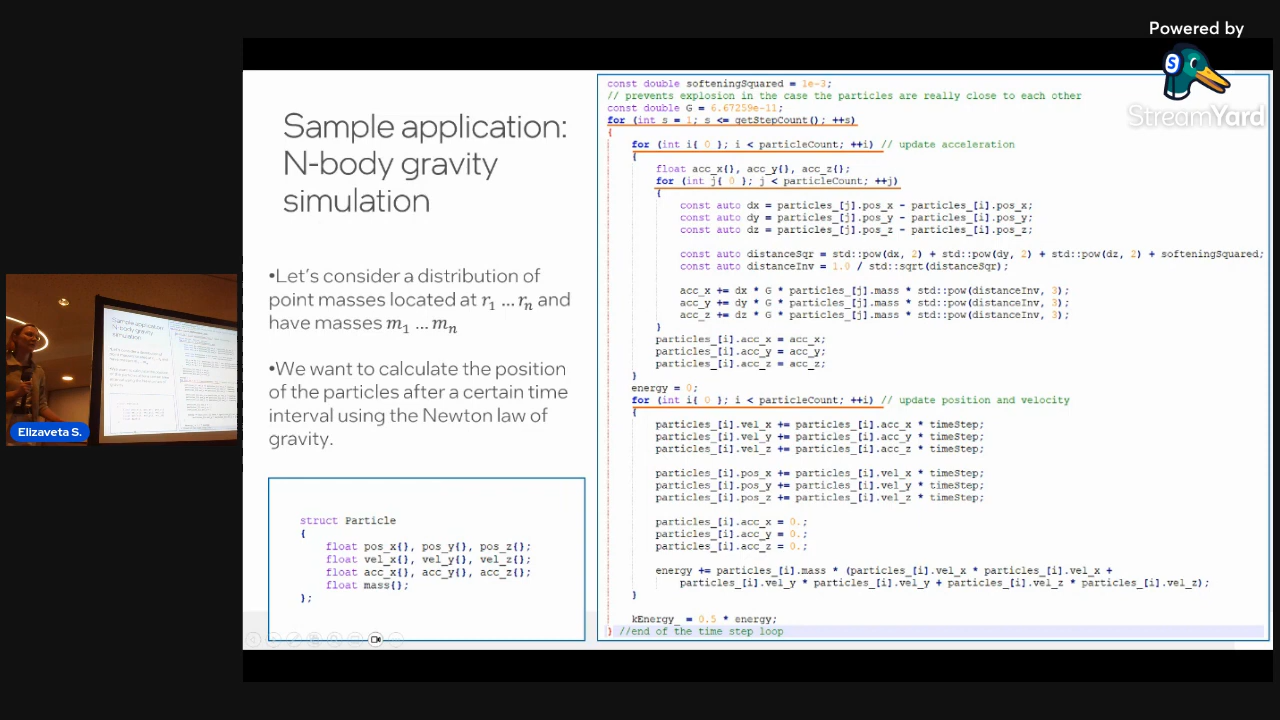 Powered by
StreamYard
Sample application:
N-body gravity
simulation
•Let's consider a distribution of
point masses located at r₁ …rₙ and
have masses m₁ …mₙ
•We want to calculate the position
of the particles after a certain time
interval using the Newton law of
gravity.
struct Particle
{
float pos_x{}, pos_y{}, pos_z{};
float vel_x{}, vel_y{}, vel_z{};
float acc_x{}, acc_y{}, acc_z{};
float mass{};
};
const double softeningSquared = 1e-3;
// prevents explosion in the case the particles are really close to each other
const double G = 6.67259e-11;
for (int s = 1; s <= getStepCount(); ++s)
{
for (int i{ 0 }; i < particleCount; ++i) // update acceleration
{
float acc_x{}, acc_y{}, acc_z{};
for (int j{ 0 }; j < particleCount; ++j)
{
const auto dx = particles_[j].pos_x - particles_[i].pos_x;
const auto dy = particles_[j].pos_y - particles_[i].pos_y;
const auto dz = particles_[j].pos_z - particles_[i].pos_z;
const auto distanceSqr = std::pow(dx, 2) + std::pow(dy, 2) + std::pow(dz, 2) + softeningSquared;
const auto distanceInv = 1.0 / std::sqrt(distanceSqr);
acc_x += dx * G * particles_[j].mass * std::pow(distanceInv, 3);
acc_y += dy * G * particles_[j].mass * std::pow(distanceInv, 3);
acc_z += dz * G * particles_[j].mass * std::pow(distanceInv, 3);
}
particles_[i].acc_x = acc_x;
particles_[i].acc_y = acc_y;
particles_[i].acc_z = acc_z;
}
energy = 0;
for (int i{ 0 }; i < particleCount; ++i) // update position and velocity
{
particles_[i].vel_x += particles_[i].acc_x * timeStep;
particles_[i].vel_y += particles_[i].acc_y * timeStep;
particles_[i].vel_z += particles_[i].acc_z * timeStep;
particles_[i].pos_x += particles_[i].vel_x * timeStep;
particles_[i].pos_y += particles_[i].vel_y * timeStep;
particles_[i].pos_z += particles_[i].vel_z * timeStep;
particles_[i].acc_x = 0.;
particles_[i].acc_y = 0.;
particles_[i].acc_z = 0.;
energy += particles_[i].mass * (particles_[i].vel_x * particles_[i].vel_x +
particles_[i].vel_y * particles_[i].vel_y + particles_[i].vel_z * particles_[i].vel_z);
}
kEnergy_ = 0.5 * energy;
} //end of the time step loop
Sample application:
N-body gravity
simulation
Elizaveta S.